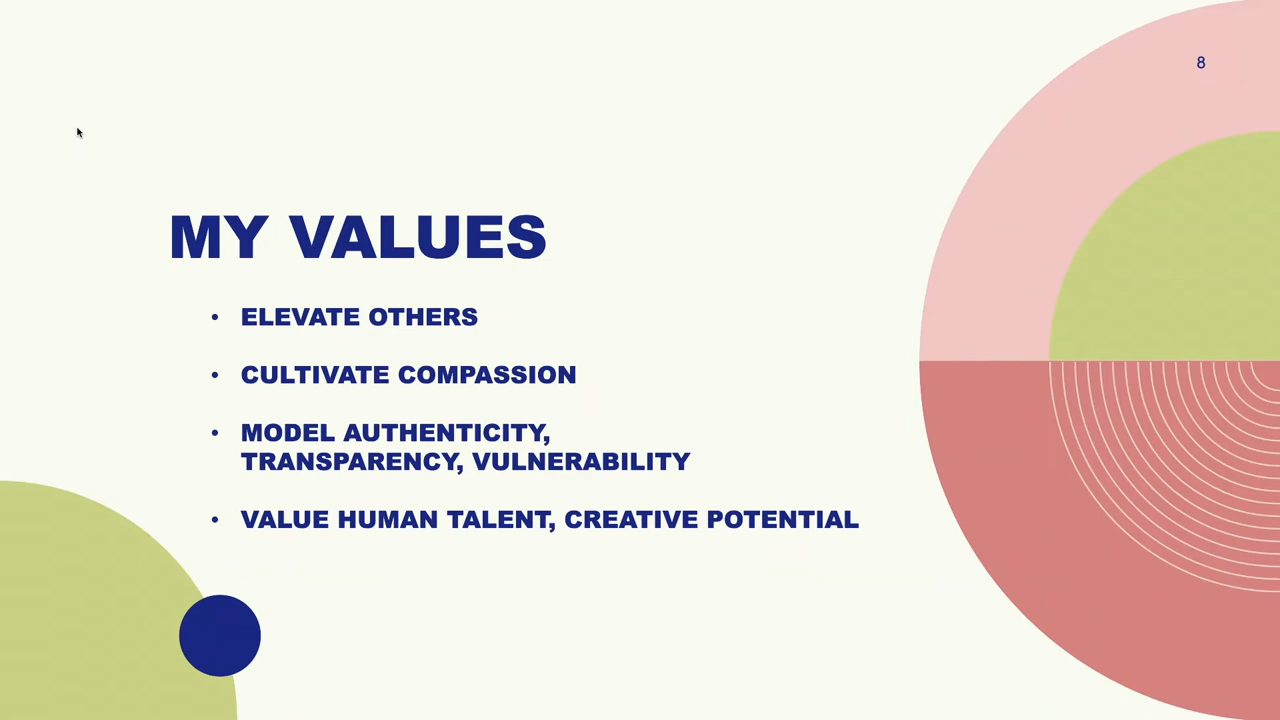 8
MY VALUES
• ELEVATE OTHERS
• CULTIVATE COMPASSION
• MODEL AUTHENTICITY,
TRANSPARENCY, VULNERABILITY
• VALUE HUMAN TALENT, CREATIVE POTENTIAL